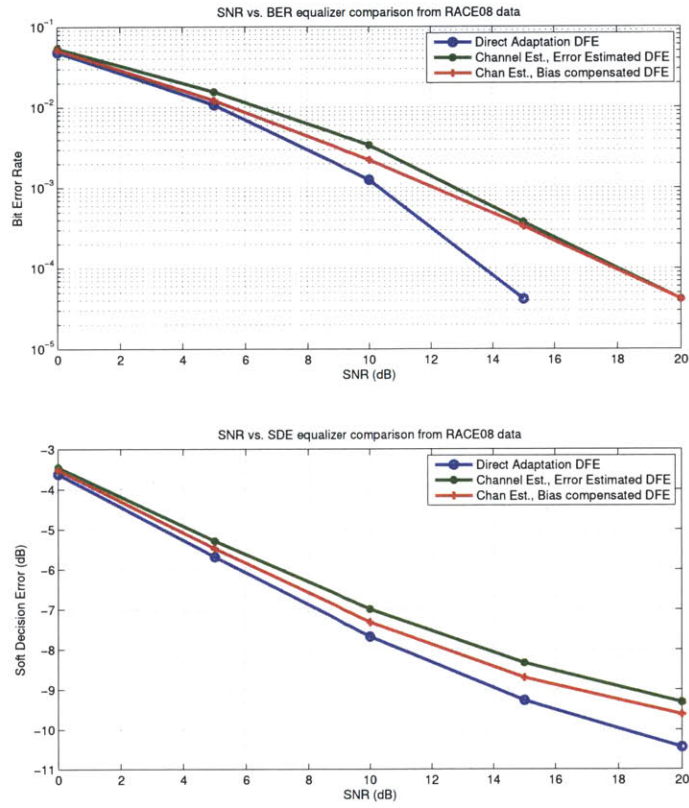 SNR vs. BER equalizer comparison from RACE08 data
10^-1
10^-2
10^-3
10^-4
10^-5
Bit Error Rate
Direct Adaptation DFE
Channel Est., Error Estimated DFE
Chan Est., Bias compensated DFE
0 2 4 6 8 10 12 14 16 18 20
SNR (dB)
SNR vs. SDE equalizer comparison from RACE08 data
-3
-4
-5
-6
-7
-8
-9
-10
-11
Soft Decision Error (dB)
Direct Adaptation DFE
Channel Est., Error Estimated DFE
Chan Est., Bias compensated DFE
0 2 4 6 8 10 12 14 16 18 20
SNR (dB)